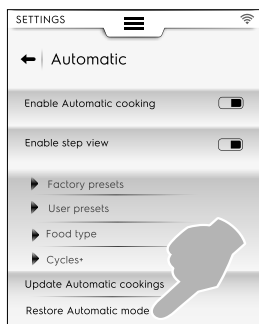 SETTINGS
Automatic
Enable Automatic cooking
Enable step view
Factory presets
User presets
Food type
Cycles+
Update Automatic cookings
Restore Automatic mode